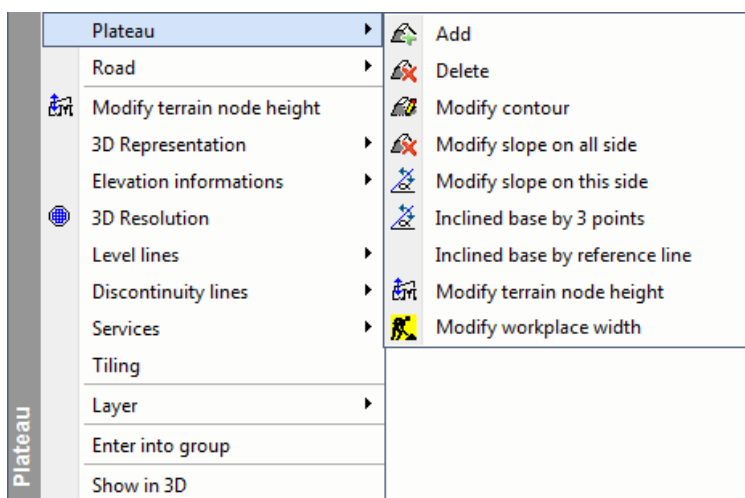 Plateau
Plateau
Road
Modify terrain node height
3D Representation
Elevation informations
3D Resolution
Level lines
Discontinuity lines
Services
Tiling
Layer
Enter into group
Show in 3D
Add
Delete
Modify contour
Modify slope on all side
Modify slope on this side
Inclined base by 3 points
Inclined base by reference line
Modify terrain node height
Modify workplace width